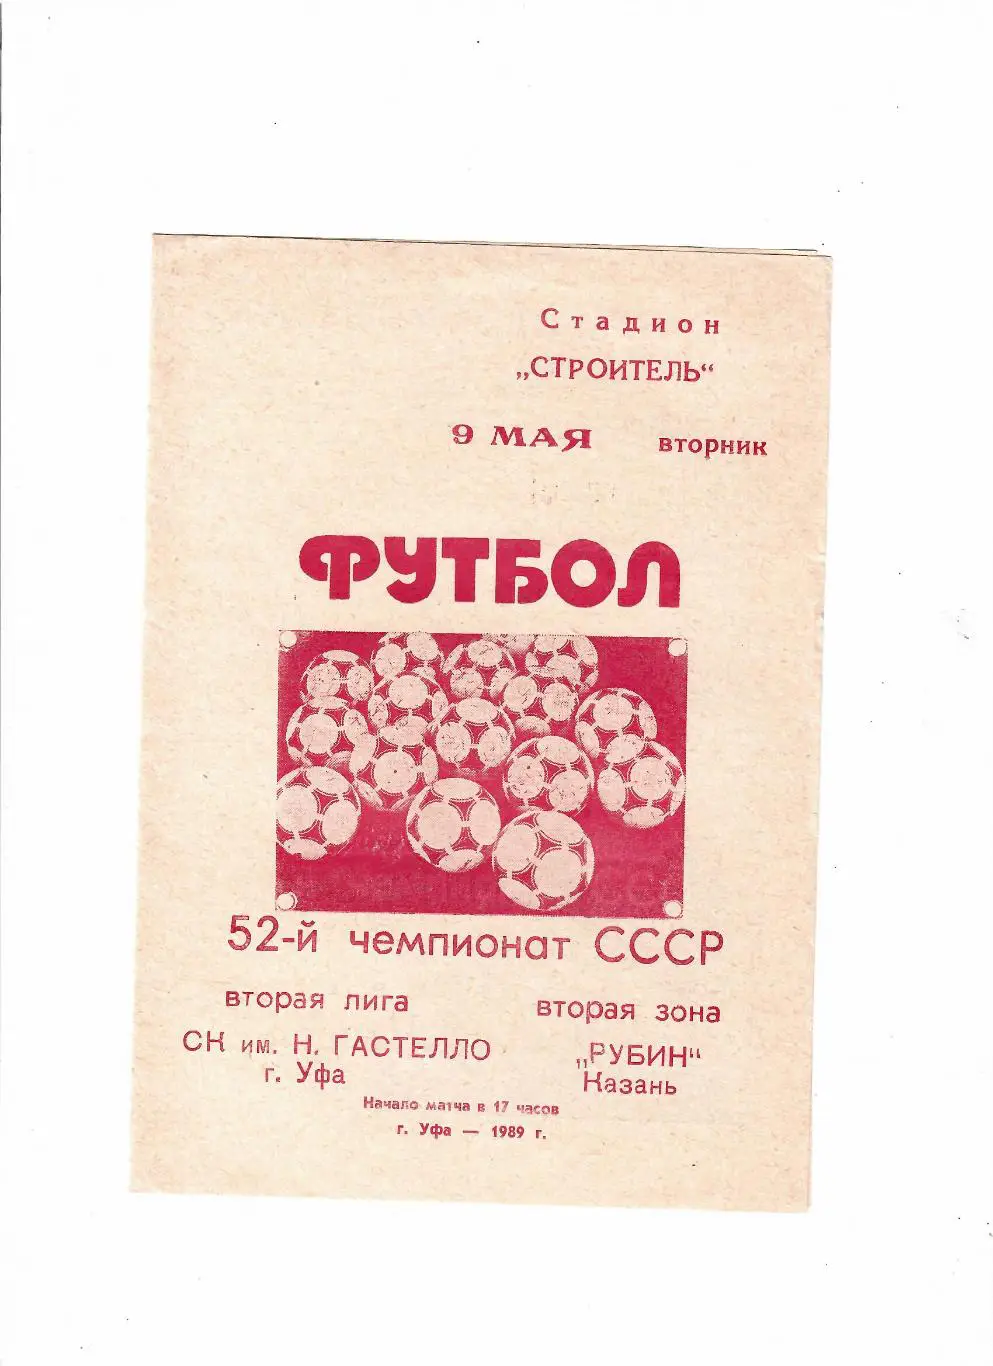 Стадион
„СТРОИТЕЛЬ“
9 МАЯ вторник
ФУТБОЛ
52-й чемпионат СССР
вторая лига вторая зона
СК им. Н. ГАСТЕЛЛО „РУБИН“
г. Уфа Казань
Начало матча в 17 часов
г. Уфа — 1989 г.